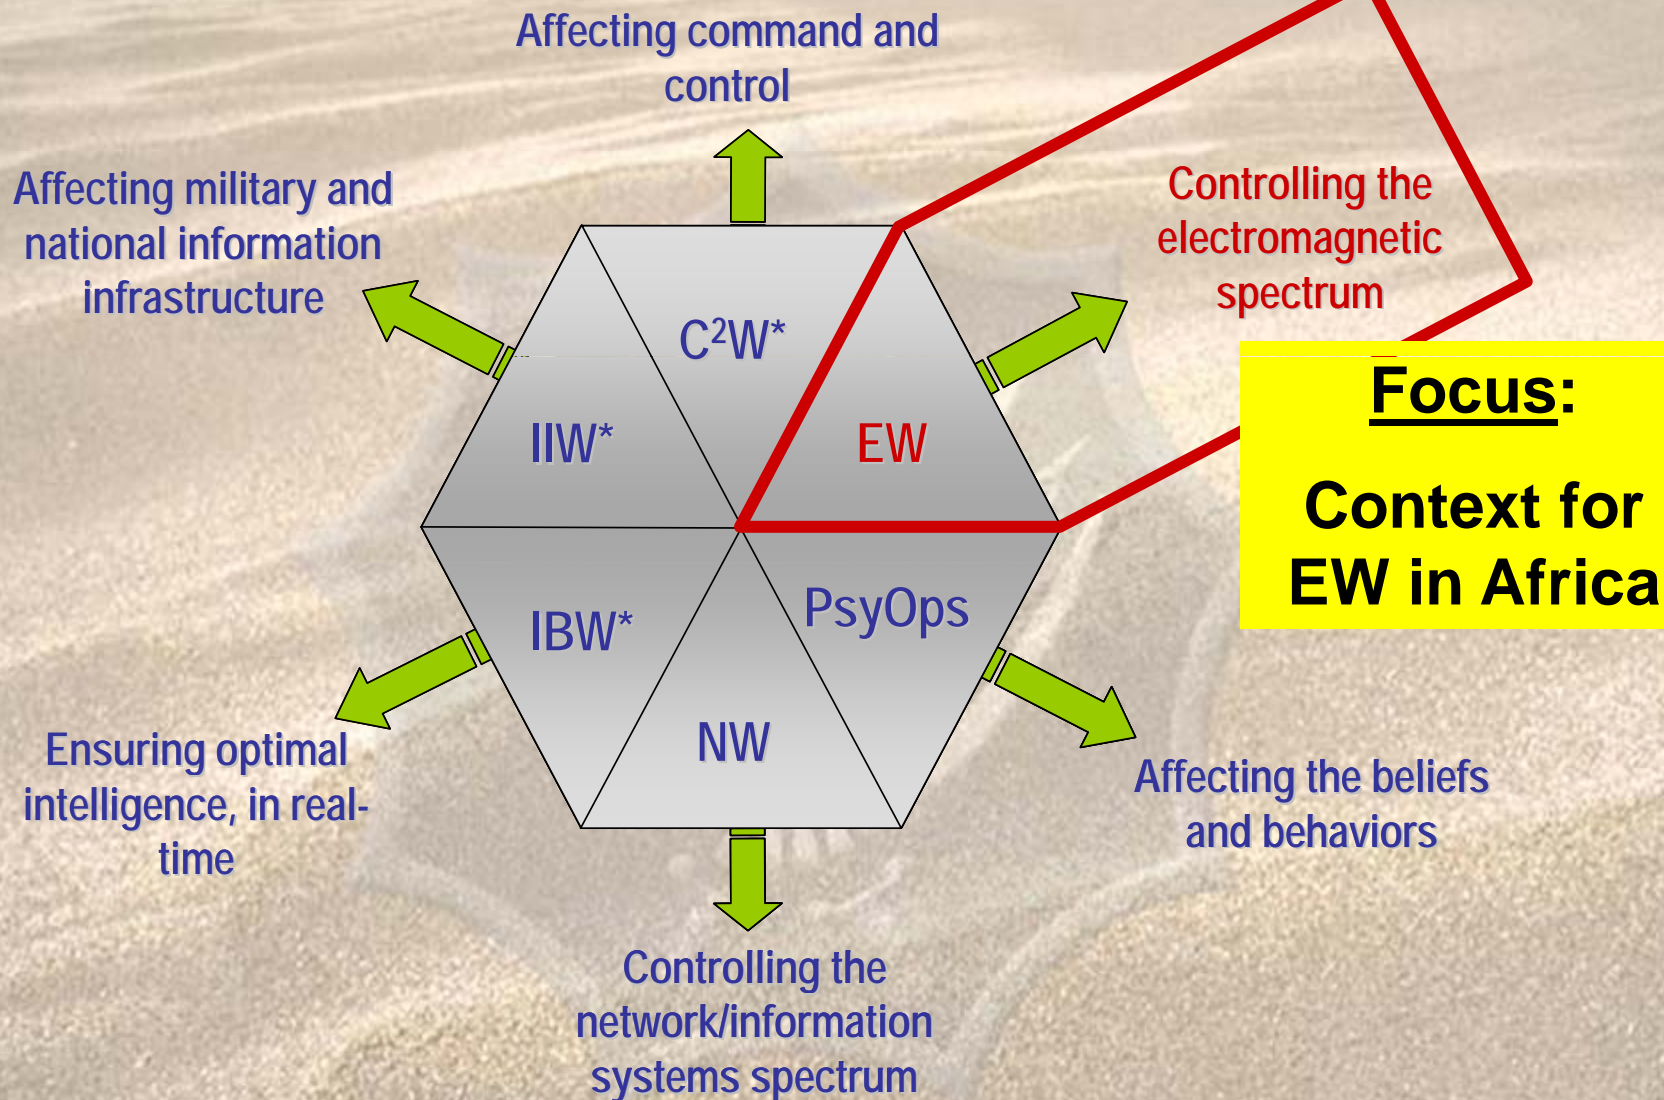 Affecting command and
control
Affecting military and
national information
infrastructure
Controlling the
electromagnetic
spectrum
C²W*
IIW*
EW
Focus:
Context for
EW in Africa
IBW*
PsyOps
NW
Ensuring optimal
intelligence, in real-
time
Affecting the beliefs
and behaviors
Controlling the
network/information
systems spectrum